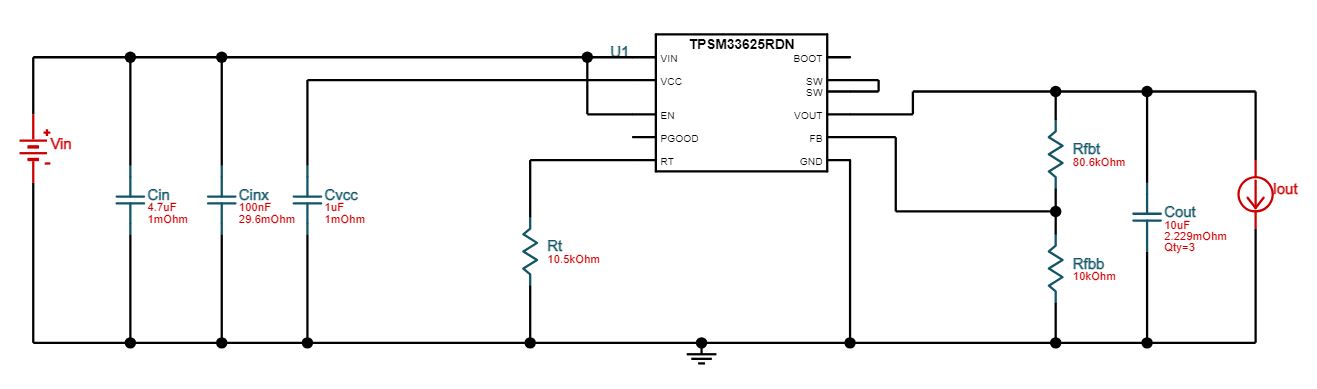 TPSM33625RDN
U1
VIN
BOOT
VCC
SW
SW
EN
VOUT
PGOOD
FB
RT
GND
+
Vin
-
Cin
4.7uF
1mOhm
Cinx
100nF
29.6mOhm
Cvcc
1uF
1mOhm
Rt
10.5kOhm
Rfbt
80.6kOhm
Rfbb
10kOhm
Cout
10uF
2.229mOhm
Qty=3
Iout